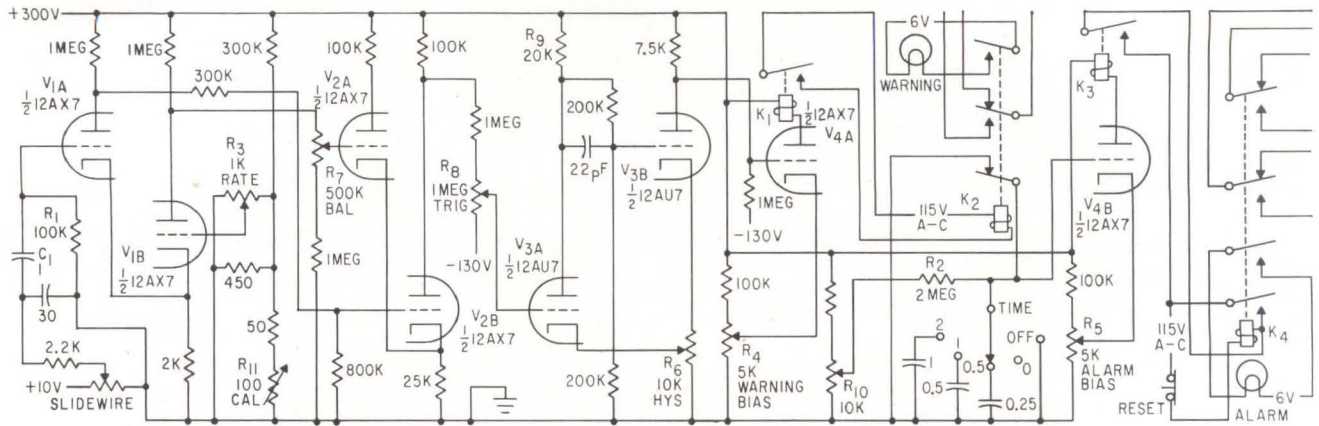 +300V
1MEG
1MEG
300K
300K
V1A
½ 12AX7
R3
1K
RATE
R1
100K
C1
1
30
V1B
½ 12AX7
450
50
2.2K
+10V
SLIDEWIRE
2K
R11
100
CAL
100K
V2A
½ 12AX7
100K
R7
500K
BAL
1MEG
1MEG
R8
1MEG
TRIG
-130V
V2B
½ 12AX7
800K
25K
R9
20K
200K
22pF
V3A
½ 12AU7
V3B
½ 12AU7
200K
7.5K
R6
10K
HYS
1MEG
-130V
K1
½ 12AX7
V4A
100K
R4
5K
WARNING
BIAS
R10
10K
R2
2 MEG
6V
WARNING
K2
115V
A-C
TIME
2
1
0.5
1
0.5
0.25
OFF
0
K3
V4B
½ 12AX7
100K
R5
5K
ALARM
BIAS
115V
A-C
RESET
K4
6V
ALARM